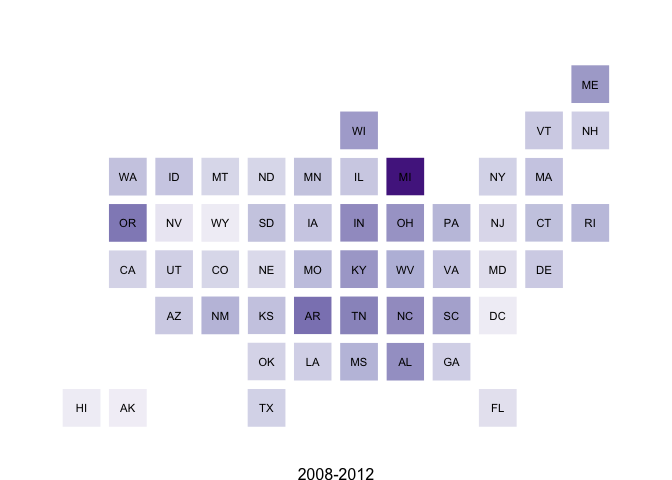 ME
WI VT NH
WA ID MT ND MN IL MI NY MA
OR NV WY SD IA IN OH PA NJ CT RI
CA UT CO NE MO KY WV VA MD DE
AZ NM KS AR TN NC SC DC
OK LA MS AL GA
HI AK TX FL
2008-2012